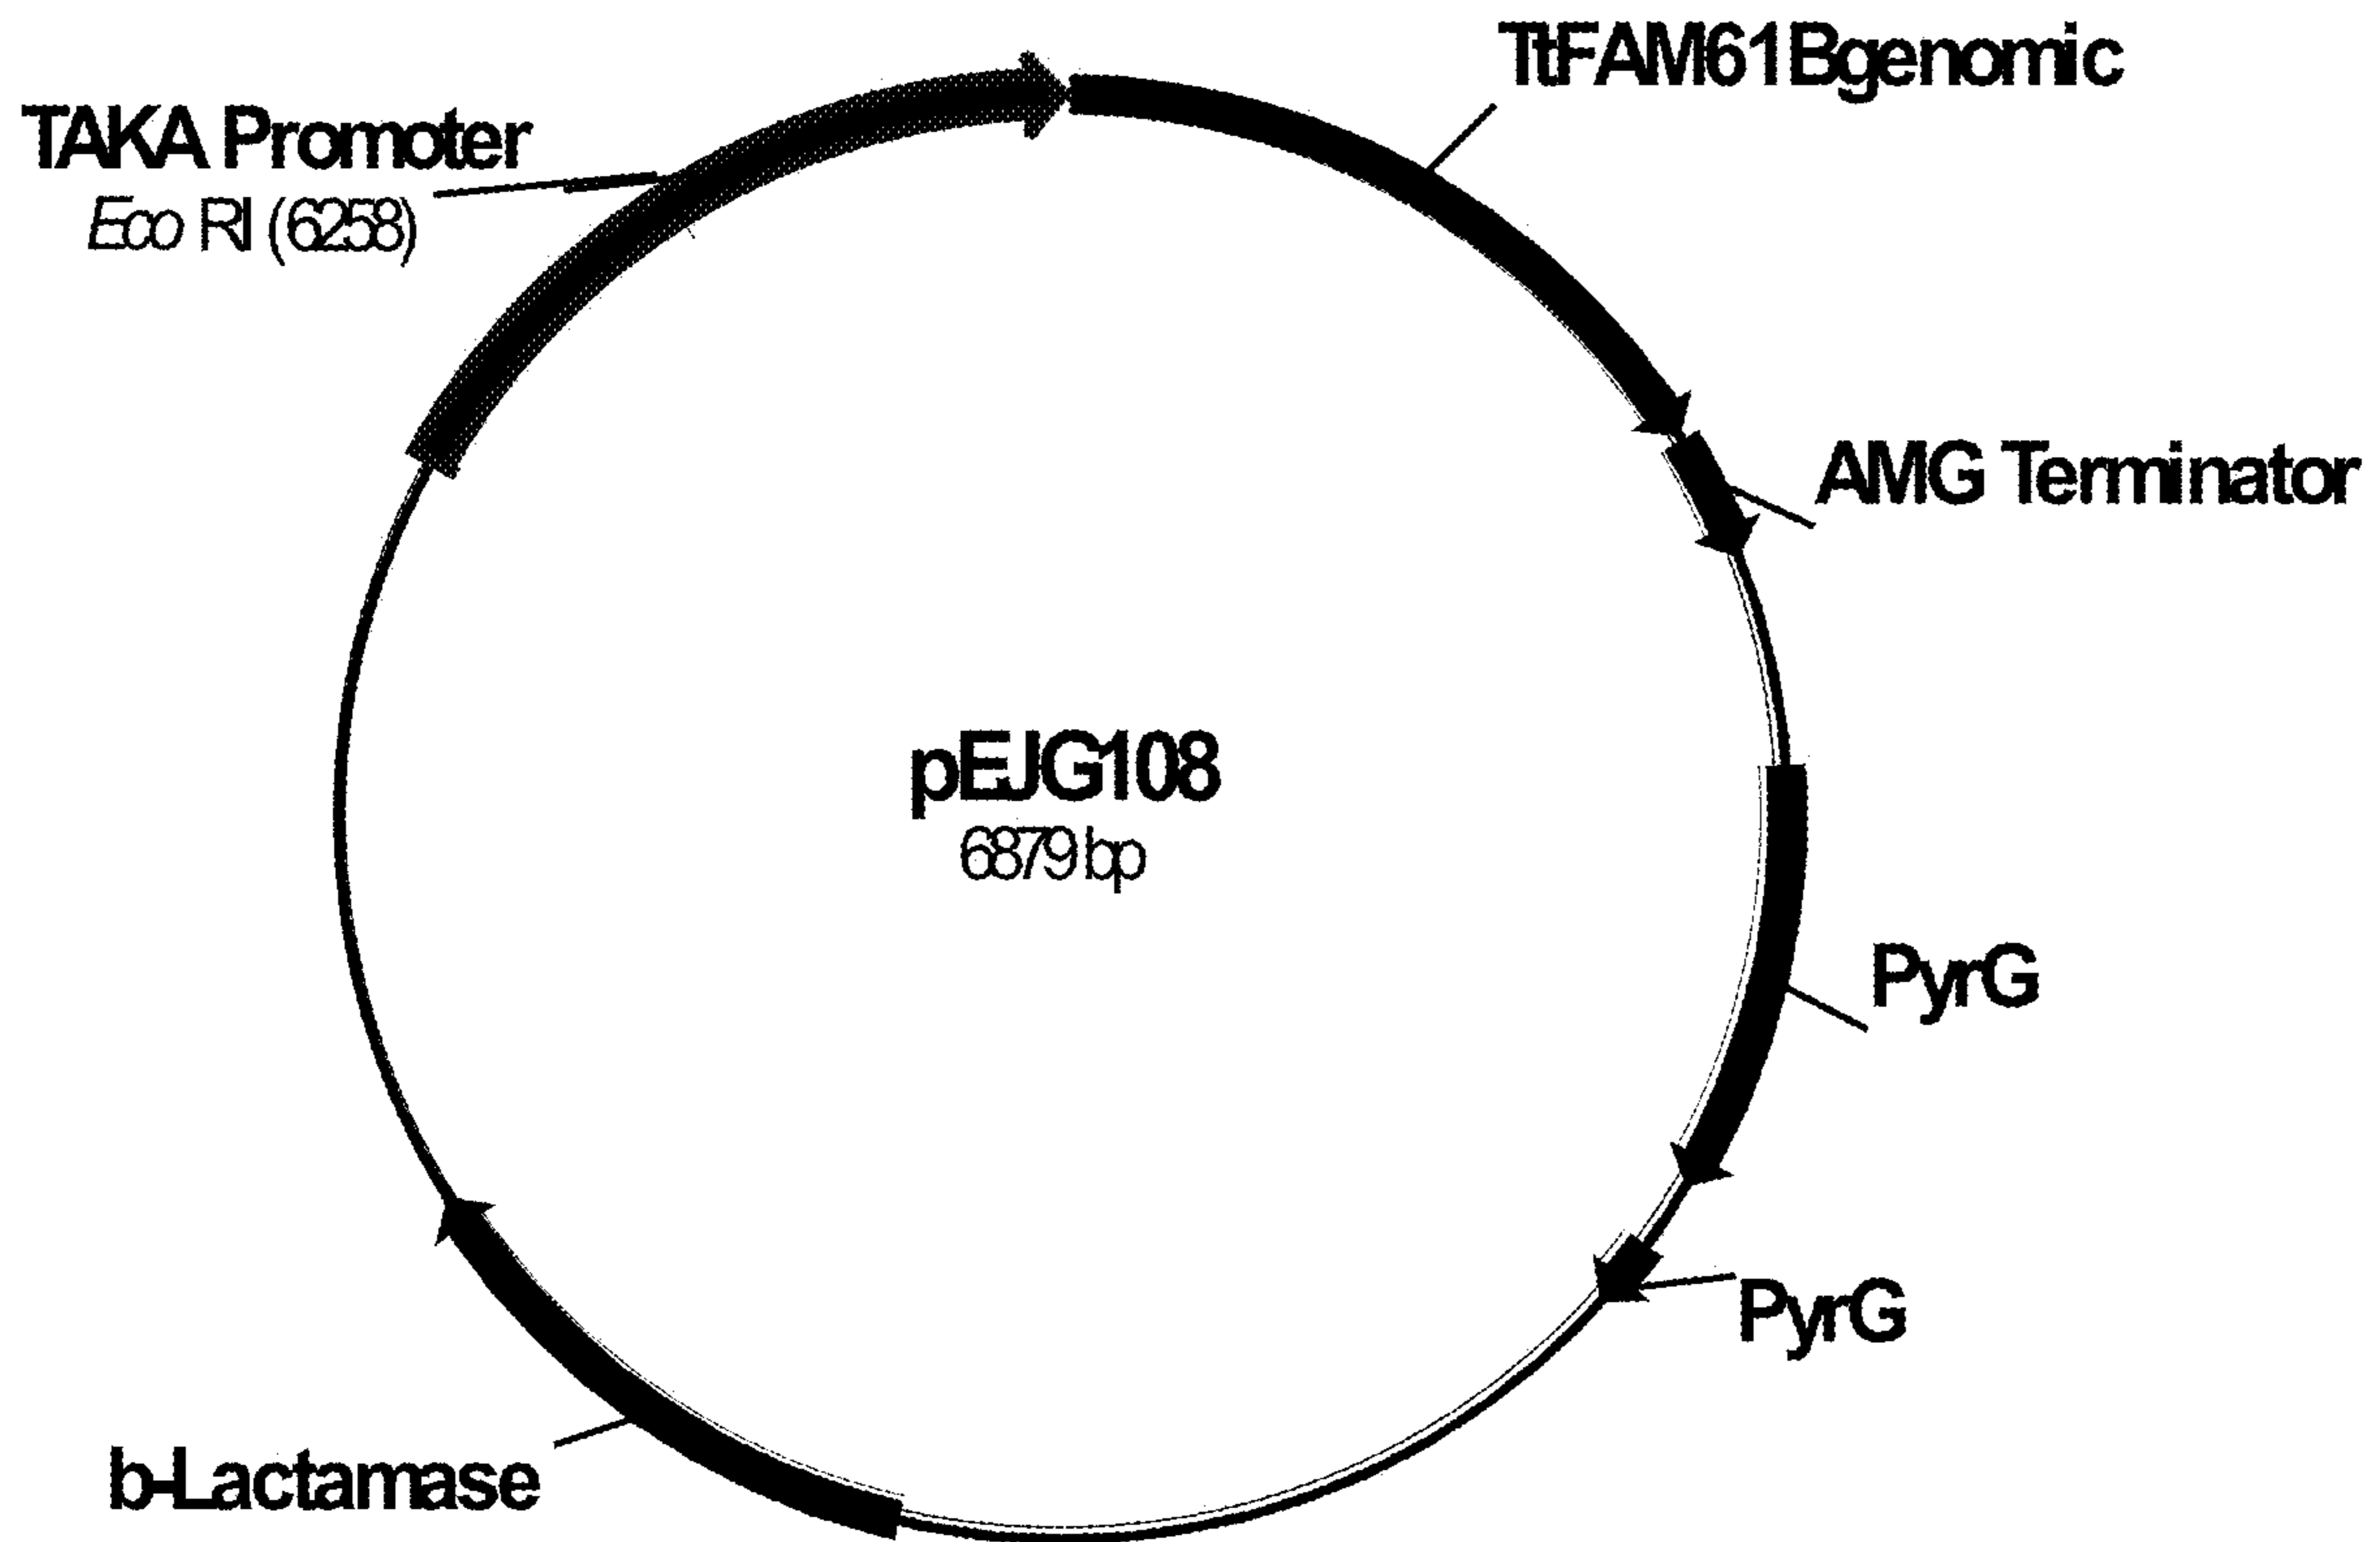 TtFAM61Bgenomic
TAKA Promoter
Eco RI (6258)
AMG Terminator
pEJG108
6879 bp
PyrG
PyrG
b-Lactamase